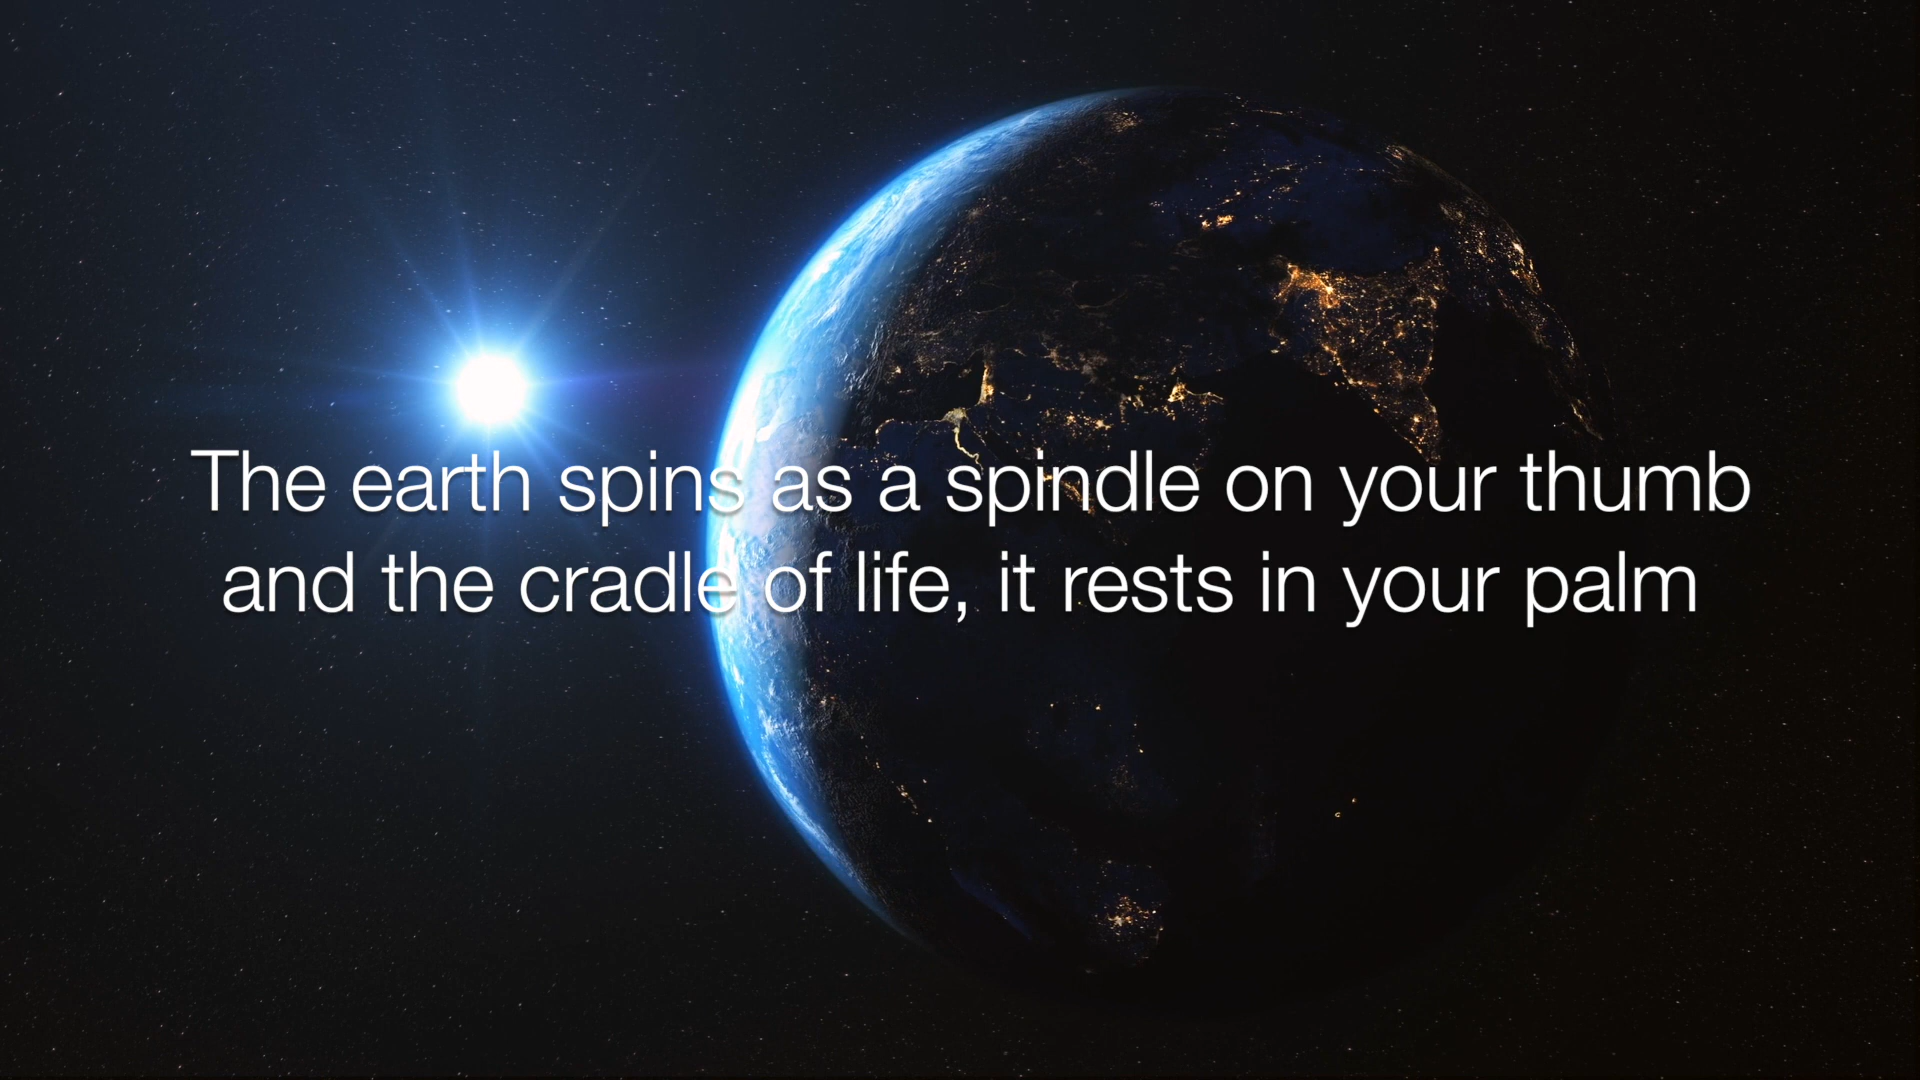 The earth spins as a spindle on your thumb
and the cradle of life, it rests in your palm